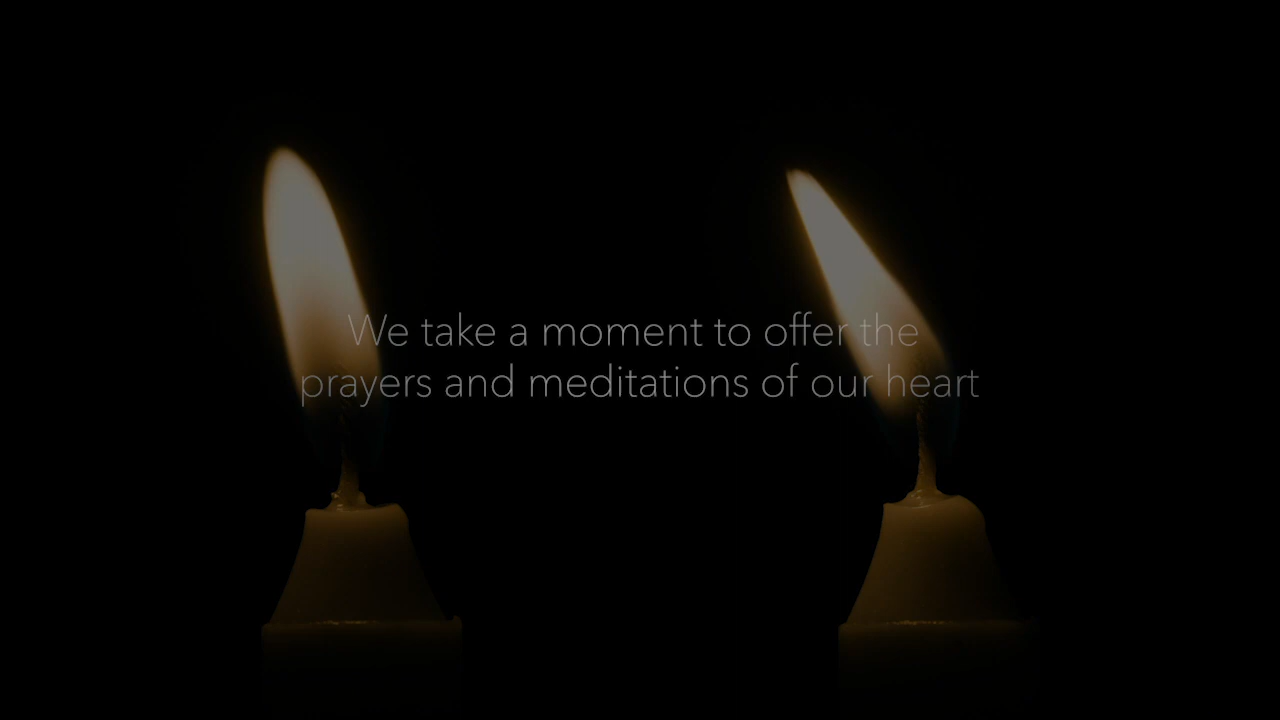 We take a moment to offer the
prayers and meditations of our heart